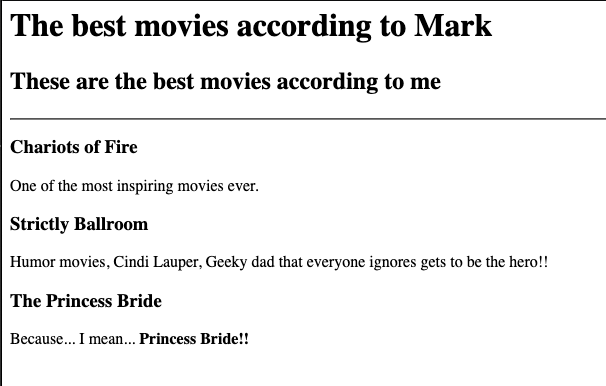 The best movies according to Mark
These are the best movies according to me
Chariots of Fire
One of the most inspiring movies ever.
Strictly Ballroom
Humor movies, Cindi Lauper, Geeky dad that everyone ignores gets to be the hero!!
The Princess Bride
Because... I mean... Princess Bride!!